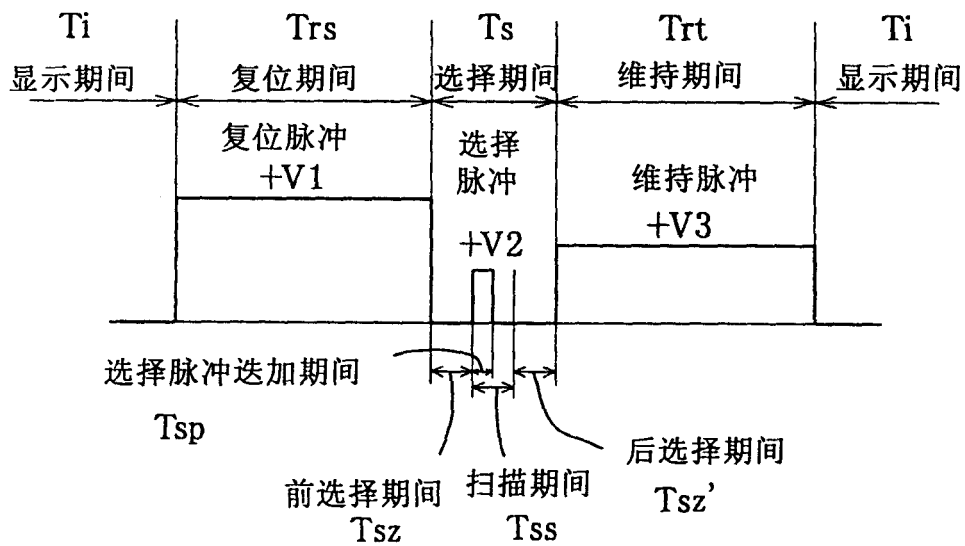 Ti Trs Ts Trt Ti
显示期间 复位期间 选择期间 维持期间 显示期间
复位脉冲
+V1
选择
脉冲
维持脉冲
+V3
+V2
选择脉冲迭加期间
Tsp
前选择期间
Tsz
扫描期间
Tss
后选择期间
Tsz'